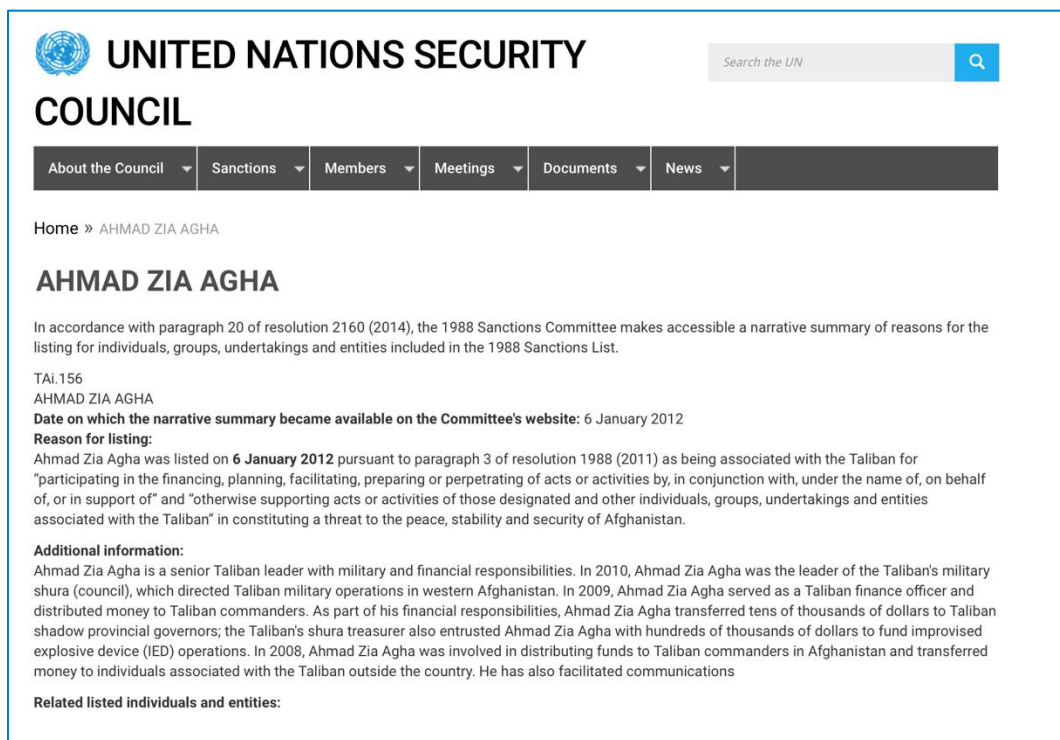 UNITED NATIONS SECURITY
COUNCIL
Search the UN
About the Council Sanctions Members Meetings Documents News
Home » AHMAD ZIA AGHA
AHMAD ZIA AGHA
In accordance with paragraph 20 of resolution 2160 (2014), the 1988 Sanctions Committee makes accessible a narrative summary of reasons for the
listing for individuals, groups, undertakings and entities included in the 1988 Sanctions List.
TAi.156
AHMAD ZIA AGHA
Date on which the narrative summary became available on the Committee's website: 6 January 2012
Reason for listing:
Ahmad Zia Agha was listed on 6 January 2012 pursuant to paragraph 3 of resolution 1988 (2011) as being associated with the Taliban for
“participating in the financing, planning, facilitating, preparing or perpetrating of acts or activities by, in conjunction with, under the name of, on behalf
of, or in support of” and “otherwise supporting acts or activities of those designated and other individuals, groups, undertakings and entities
associated with the Taliban” in constituting a threat to the peace, stability and security of Afghanistan.
Additional information:
Ahmad Zia Agha is a senior Taliban leader with military and financial responsibilities. In 2010, Ahmad Zia Agha was the leader of the Taliban's military
shura (council), which directed Taliban military operations in western Afghanistan. In 2009, Ahmad Zia Agha served as a Taliban finance officer and
distributed money to Taliban commanders. As part of his financial responsibilities, Ahmad Zia Agha transferred tens of thousands of dollars to Taliban
shadow provincial governors; the Taliban's shura treasurer also entrusted Ahmad Zia Agha with hundreds of thousands of dollars to fund improvised
explosive device (IED) operations. In 2008, Ahmad Zia Agha was involved in distributing funds to Taliban commanders in Afghanistan and transferred
money to individuals associated with the Taliban outside the country. He has also facilitated communications
Related listed individuals and entities: